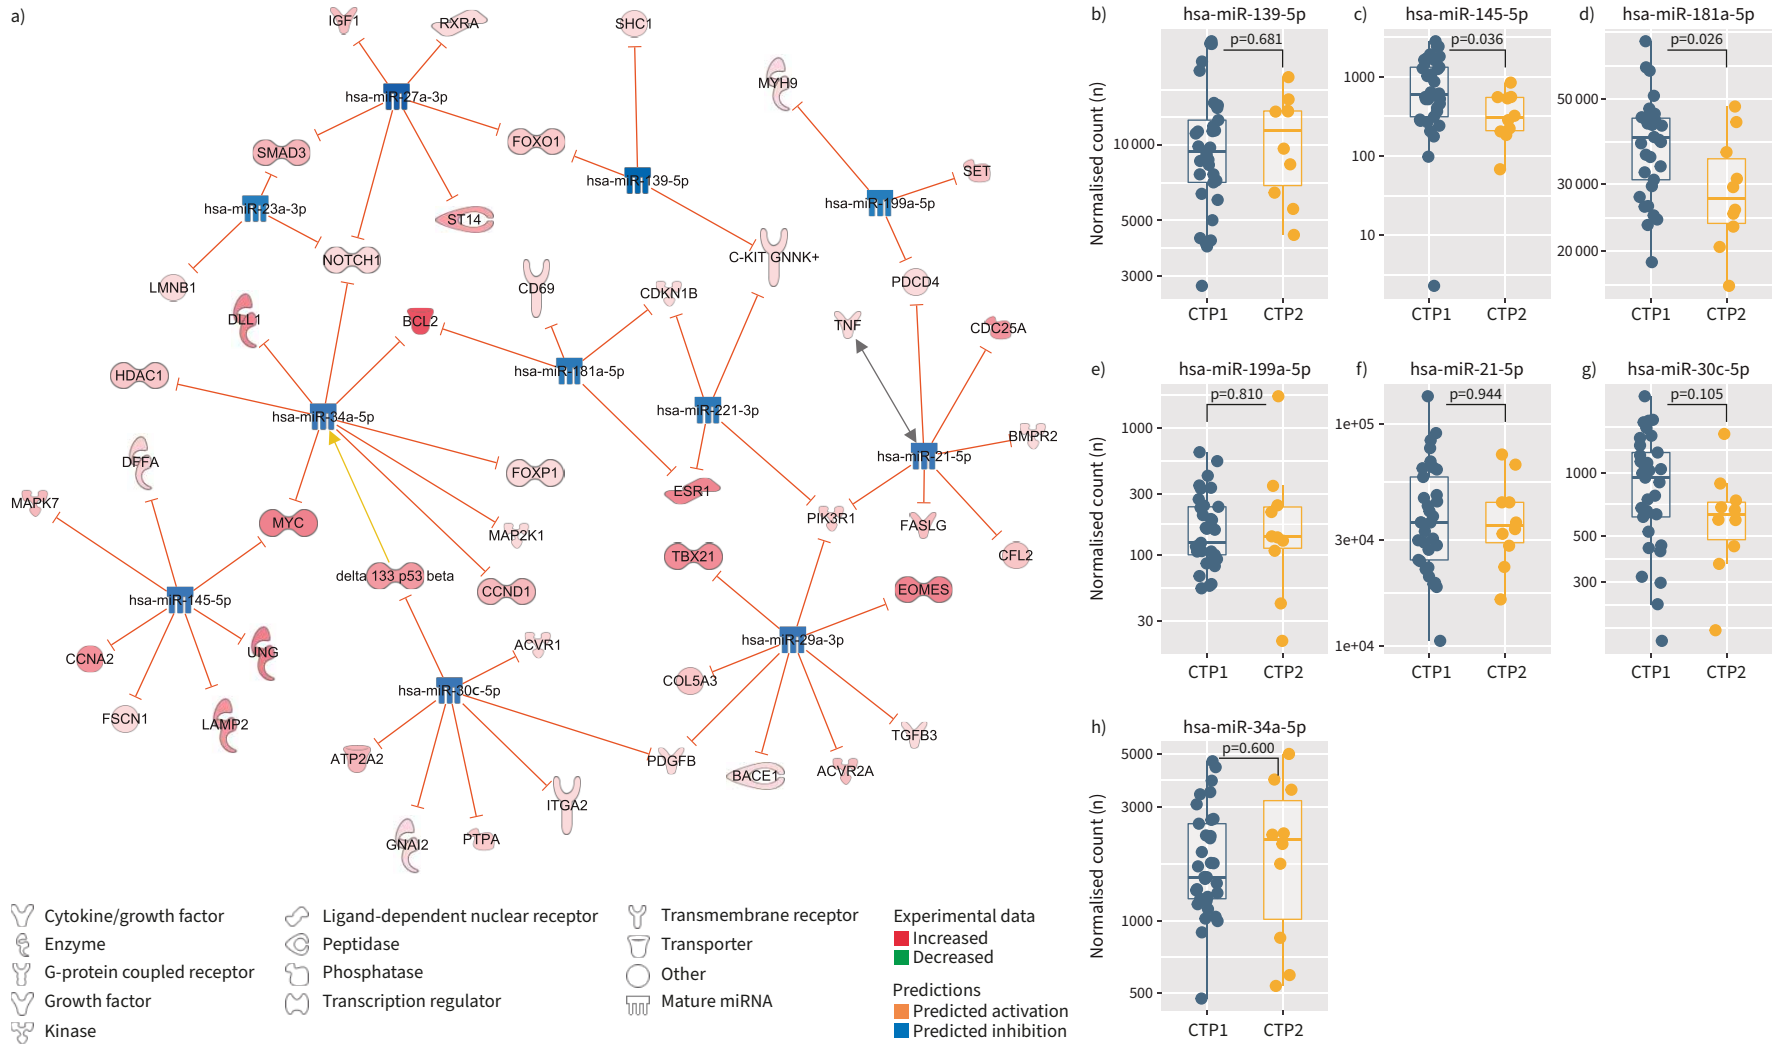 a)
IGF1
RXRA
SHC1
hsa-miR-27a-3p
MYH9
SMAD3
FOXO1
hsa-miR-139-5p
SET
hsa-miR-23a-3p
ST14
hsa-miR-199a-5p
NOTCH1
C-KIT GNNK+
LMNB1
CD69
CDKN1B
PDCD4
DLL1
BCL2
TNF
CDC25A
HDAC1
hsa-miR-181a-5p
hsa-miR-34a-5p
hsa-miR-221-3p
BMPR2
hsa-miR-21-5p
DFFA
FOXP1
ESR1
MAPK7
MYC
MAP2K1
PIK3R1
FASLG
CFL2
TBX21
delta 133 p53 beta
CCND1
EOMES
hsa-miR-145-5p
ACVR1
hsa-miR-29a-3p
CCNA2
UNG
COL5A3
hsa-miR-30c-5p
FSCN1
LAMP2
TGFB3
ATP2A2
PDGFB
BACE1
ACVR2A
ITGA2
GNAI2
PTPA
Cytokine/growth factor
Enzyme
G-protein coupled receptor
Growth factor
Kinase
Ligand-dependent nuclear receptor
Peptidase
Phosphatase
Transcription regulator
Transmembrane receptor
Transporter
Other
Mature miRNA
Experimental data
Increased
Decreased
Predictions
Predicted activation
Predicted inhibition
b)
hsa-miR-139-5p
p=0.681
Normalised count (n)
10000
5000
3000
CTP1
CTP2
c)
hsa-miR-145-5p
p=0.036
1000
100
10
CTP1
CTP2
d)
hsa-miR-181a-5p
p=0.026
50000
30000
20000
CTP1
CTP2
e)
hsa-miR-199a-5p
p=0.810
Normalised count (n)
1000
300
100
30
CTP1
CTP2
f)
hsa-miR-21-5p
p=0.944
1e+05
3e+04
1e+04
CTP1
CTP2
g)
hsa-miR-30c-5p
p=0.105
1000
500
300
CTP1
CTP2
h)
hsa-miR-34a-5p
p=0.600
Normalised count (n)
5000
3000
1000
500
CTP1
CTP2